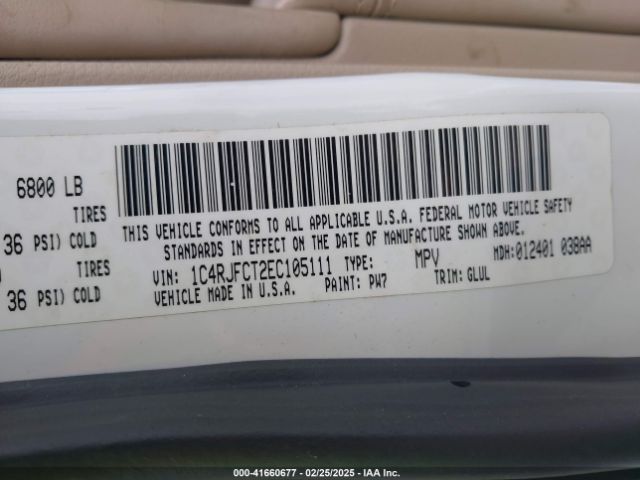 6800 LB
TIRES
36 PSI) COLD
TIRES
36 PSI) COLD
THIS VEHICLE CONFORMS TO ALL APPLICABLE U.S.A. FEDERAL MOTOR VEHICLE SAFETY
STANDARDS IN EFFECT ON THE DATE OF MANUFACTURE SHOWN ABOVE.
VIN: 1C4RJFCT2EC105111 TYPE: MPV MDH:012401 038AA
VEHICLE MADE IN U.S.A. PAINT: PW7 TRIM: GLUL
000-41660677 - 02/25/2025 - IAA Inc.